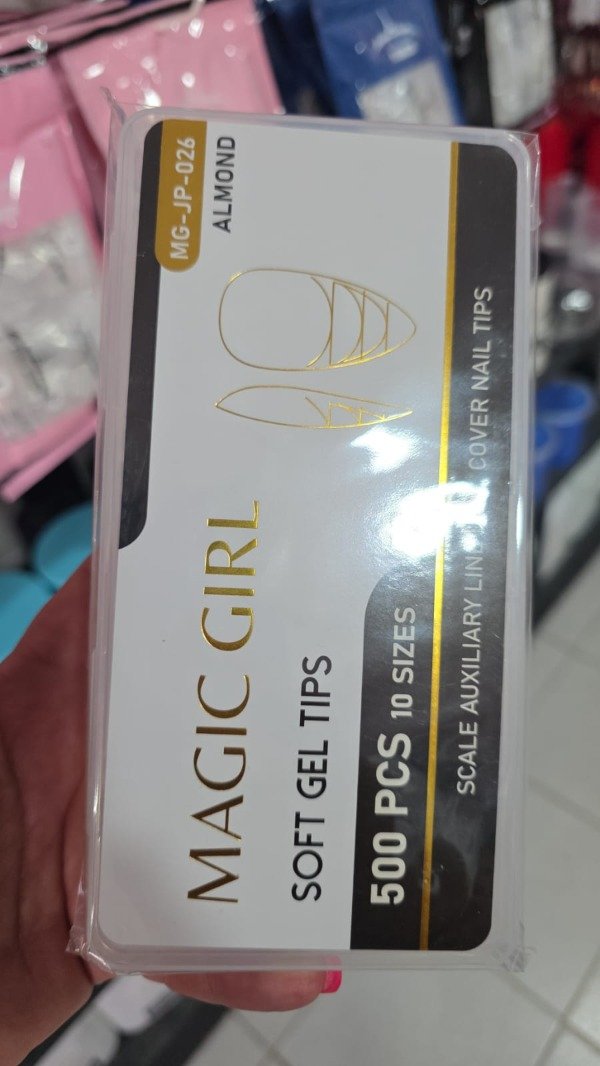 MG-JP-026
ALMOND
MAGIC GIRL
SOFT GEL TIPS
500 PCS 10 SIZES
SCALE AUXILIARY COVER NAIL TIPS